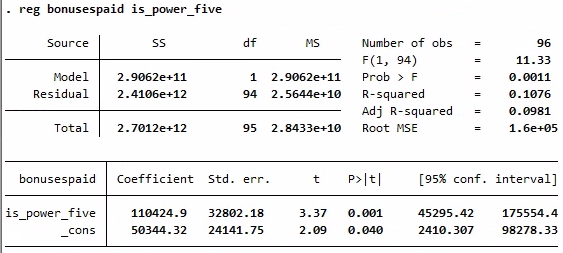 . reg bonusespaid is_power_five
Source SS df MS Number of obs = 96
F(1, 94) = 11.33
Model 2.9062e+11 1 2.9062e+11 Prob > F = 0.0011
Residual 2.4106e+12 94 2.5644e+10 R-squared = 0.1076
Adj R-squared = 0.0981
Total 2.7012e+12 95 2.8433e+10 Root MSE = 1.6e+05
bonusespaid Coefficient Std. err. t P>|t| [95% conf. interval]
is_power_five 110424.9 32802.18 3.37 0.001 45295.42 175554.4
_cons 50344.32 24141.75 2.09 0.040 2410.307 98278.33